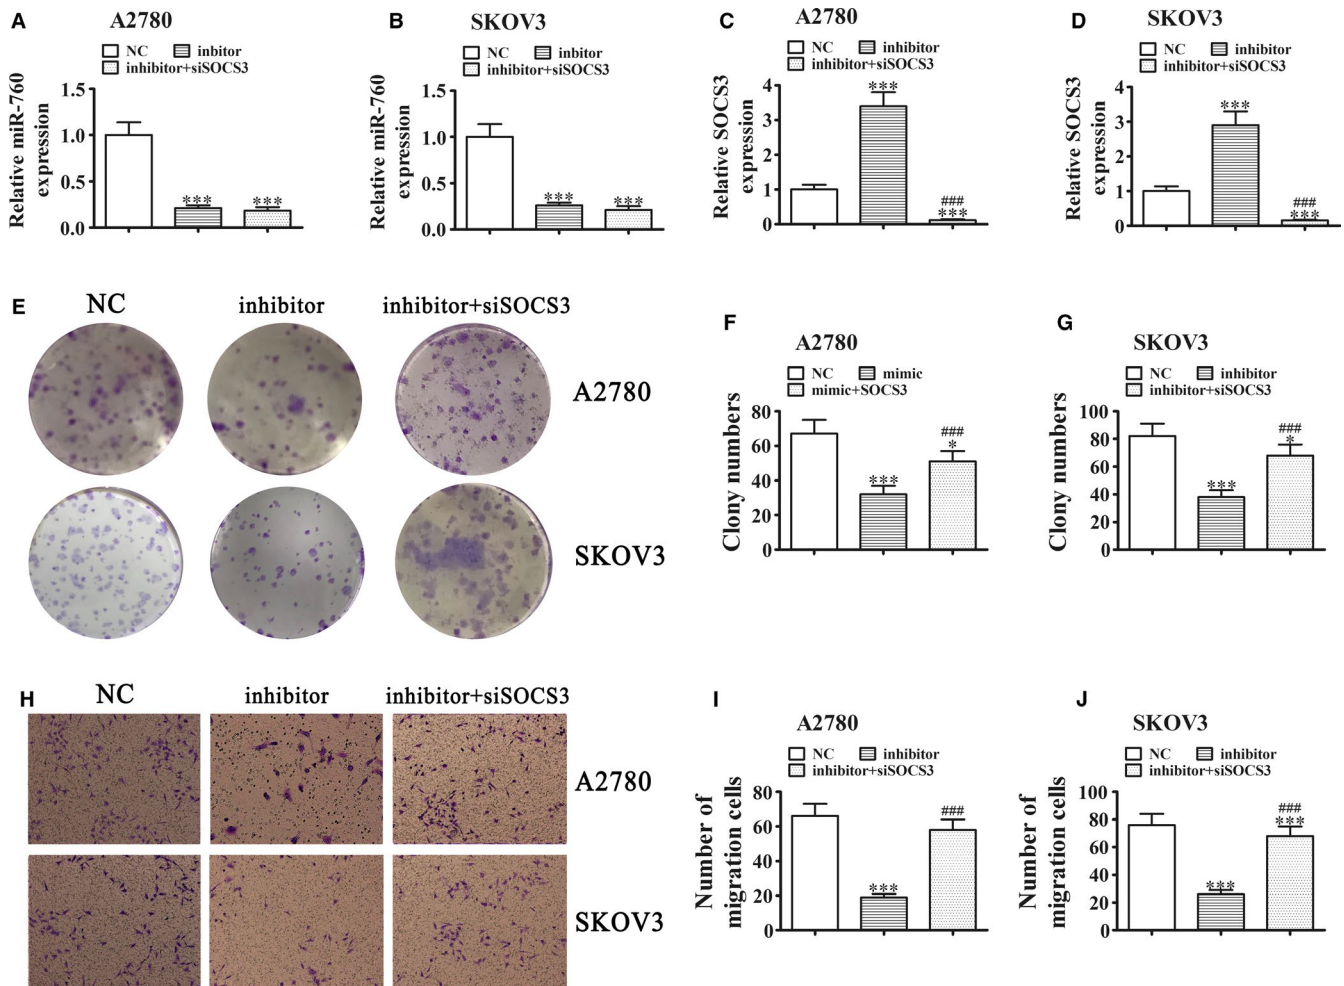 A
A2780
NC inbitor
inhibitor+siSOCS3
Relative miR-760
expression
1.5
1.0
0.5
0.0
***
***
B
SKOV3
NC inbitor
inhibitor+siSOCS3
Relative miR-760
expression
1.5
1.0
0.5
0.0
***
***
C
A2780
NC inhibitor
inhibitor+siSOCS3
Relative SOCS3
expression
4
3
2
1
0
***
###
***
D
SKOV3
NC inhibitor
inhibitor+siSOCS3
Relative SOCS3
expression
4
3
2
1
0
***
###
***
E
NC inhibitor inhibitor+siSOCS3
A2780
SKOV3
F
A2780
NC mimic
mimic+SOCS3
Clony numbers
80
60
40
20
0
***
###
*
G
SKOV3
NC inhibitor
inhibitor+siSOCS3
Clony numbers
100
80
60
40
20
0
***
###
*
H
NC inhibitor inhibitor+siSOCS3
A2780
SKOV3
I
A2780
NC inhibitor
inhibitor+siSOCS3
Number of
migration cells
80
60
40
20
0
***
###
J
SKOV3
NC inhibitor
inhibitor+siSOCS3
Number of
migration cells
100
80
60
40
20
0
***
###
***